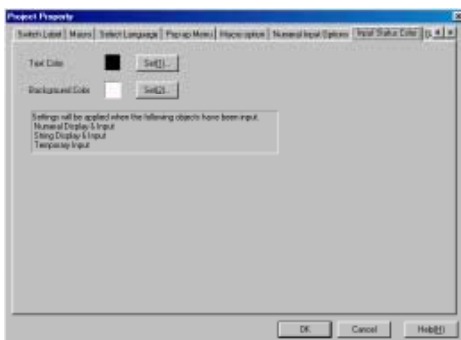 Project Property
Switch Label Macro Select Language Pop-up Menu Macro option Numeral Input Options Input Status Color
Text Color Set(1)...
Background Color Set(2)...
Settings will be applied when the following objects have been input.
Numeral Display & Input
String Display & Input
Temporary Input
OK Cancel Help(H)